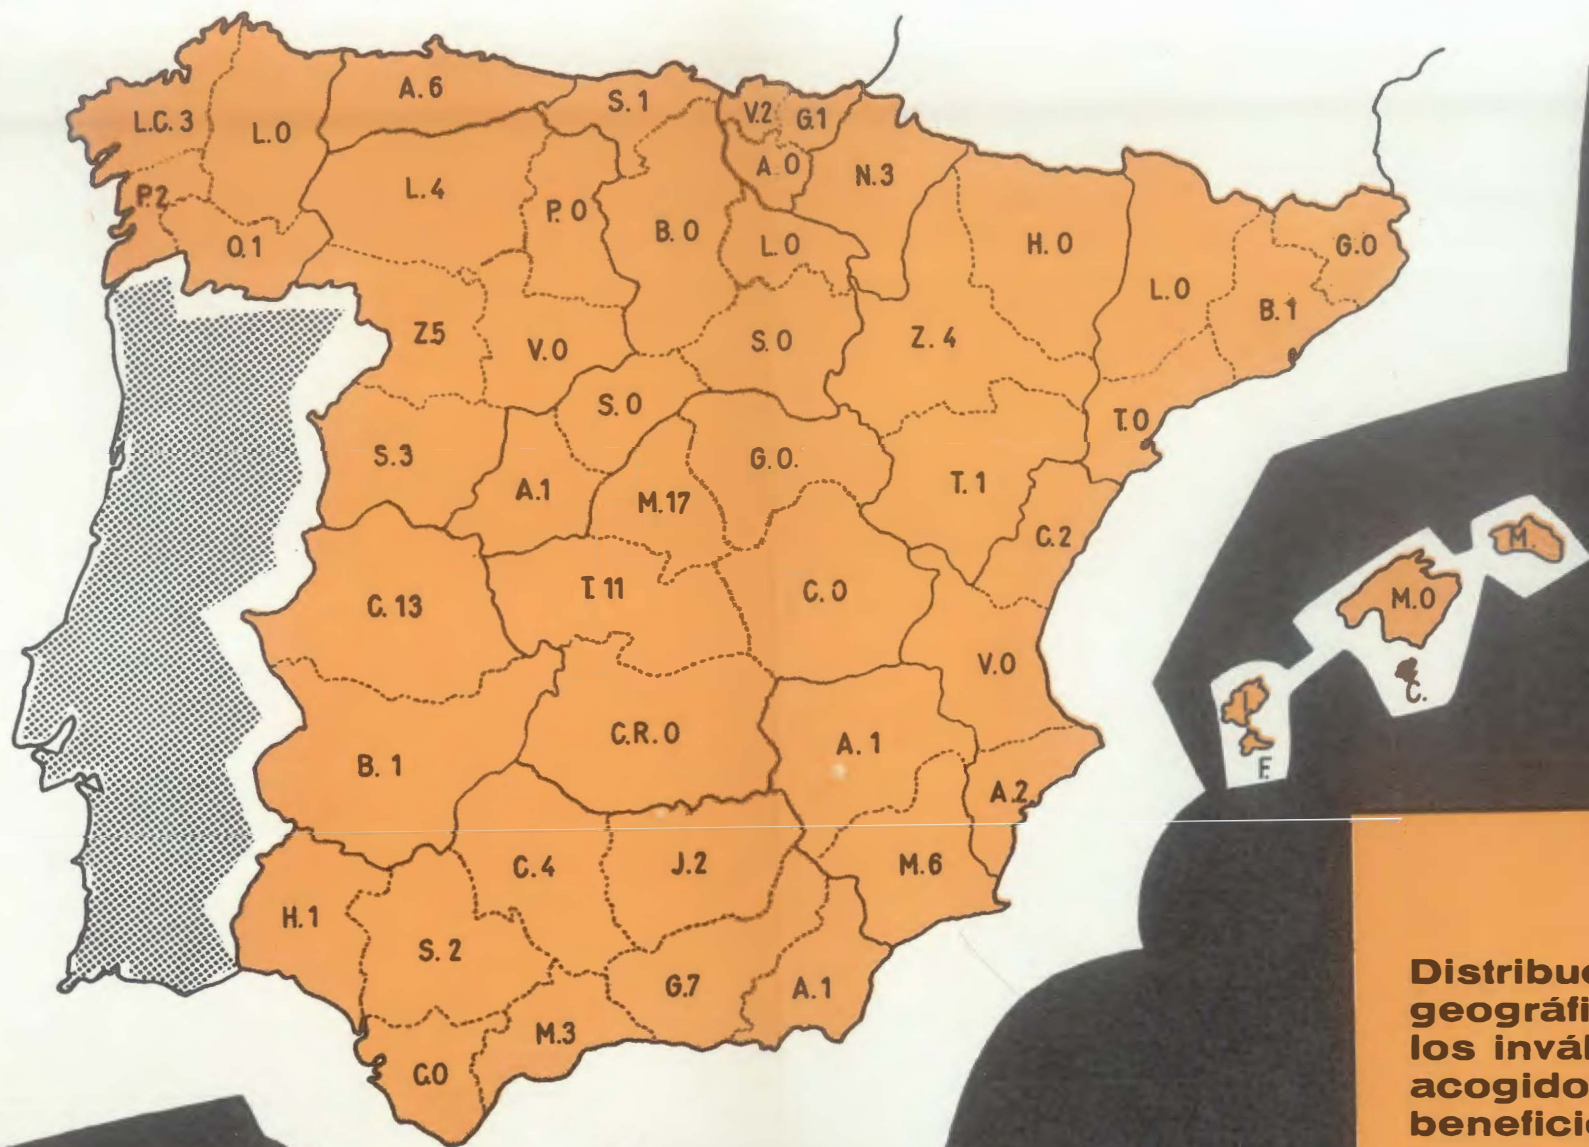 A.6
S.1
V.2
G.1
L.C.3
L.0
A.0
N.3
L.4
P.2
P.0
B.0
O.1
L.0
H.0
G.0
L.0
B.1
Z5
V.0
S.0
Z.4
S.0
T.0
S.3
G.0.
A.1
M.17
T.1
C.2
M.
M.0
C.13
T.11
C.0
V.0
I.
C.
F.
C.R.0
A.1
B.1
A.2
C.4
J.2
M.6
H.1
S.2
G.7
A.1
M.3
C.0
Distribuc
geográfi
los invál
acogido
beneficio